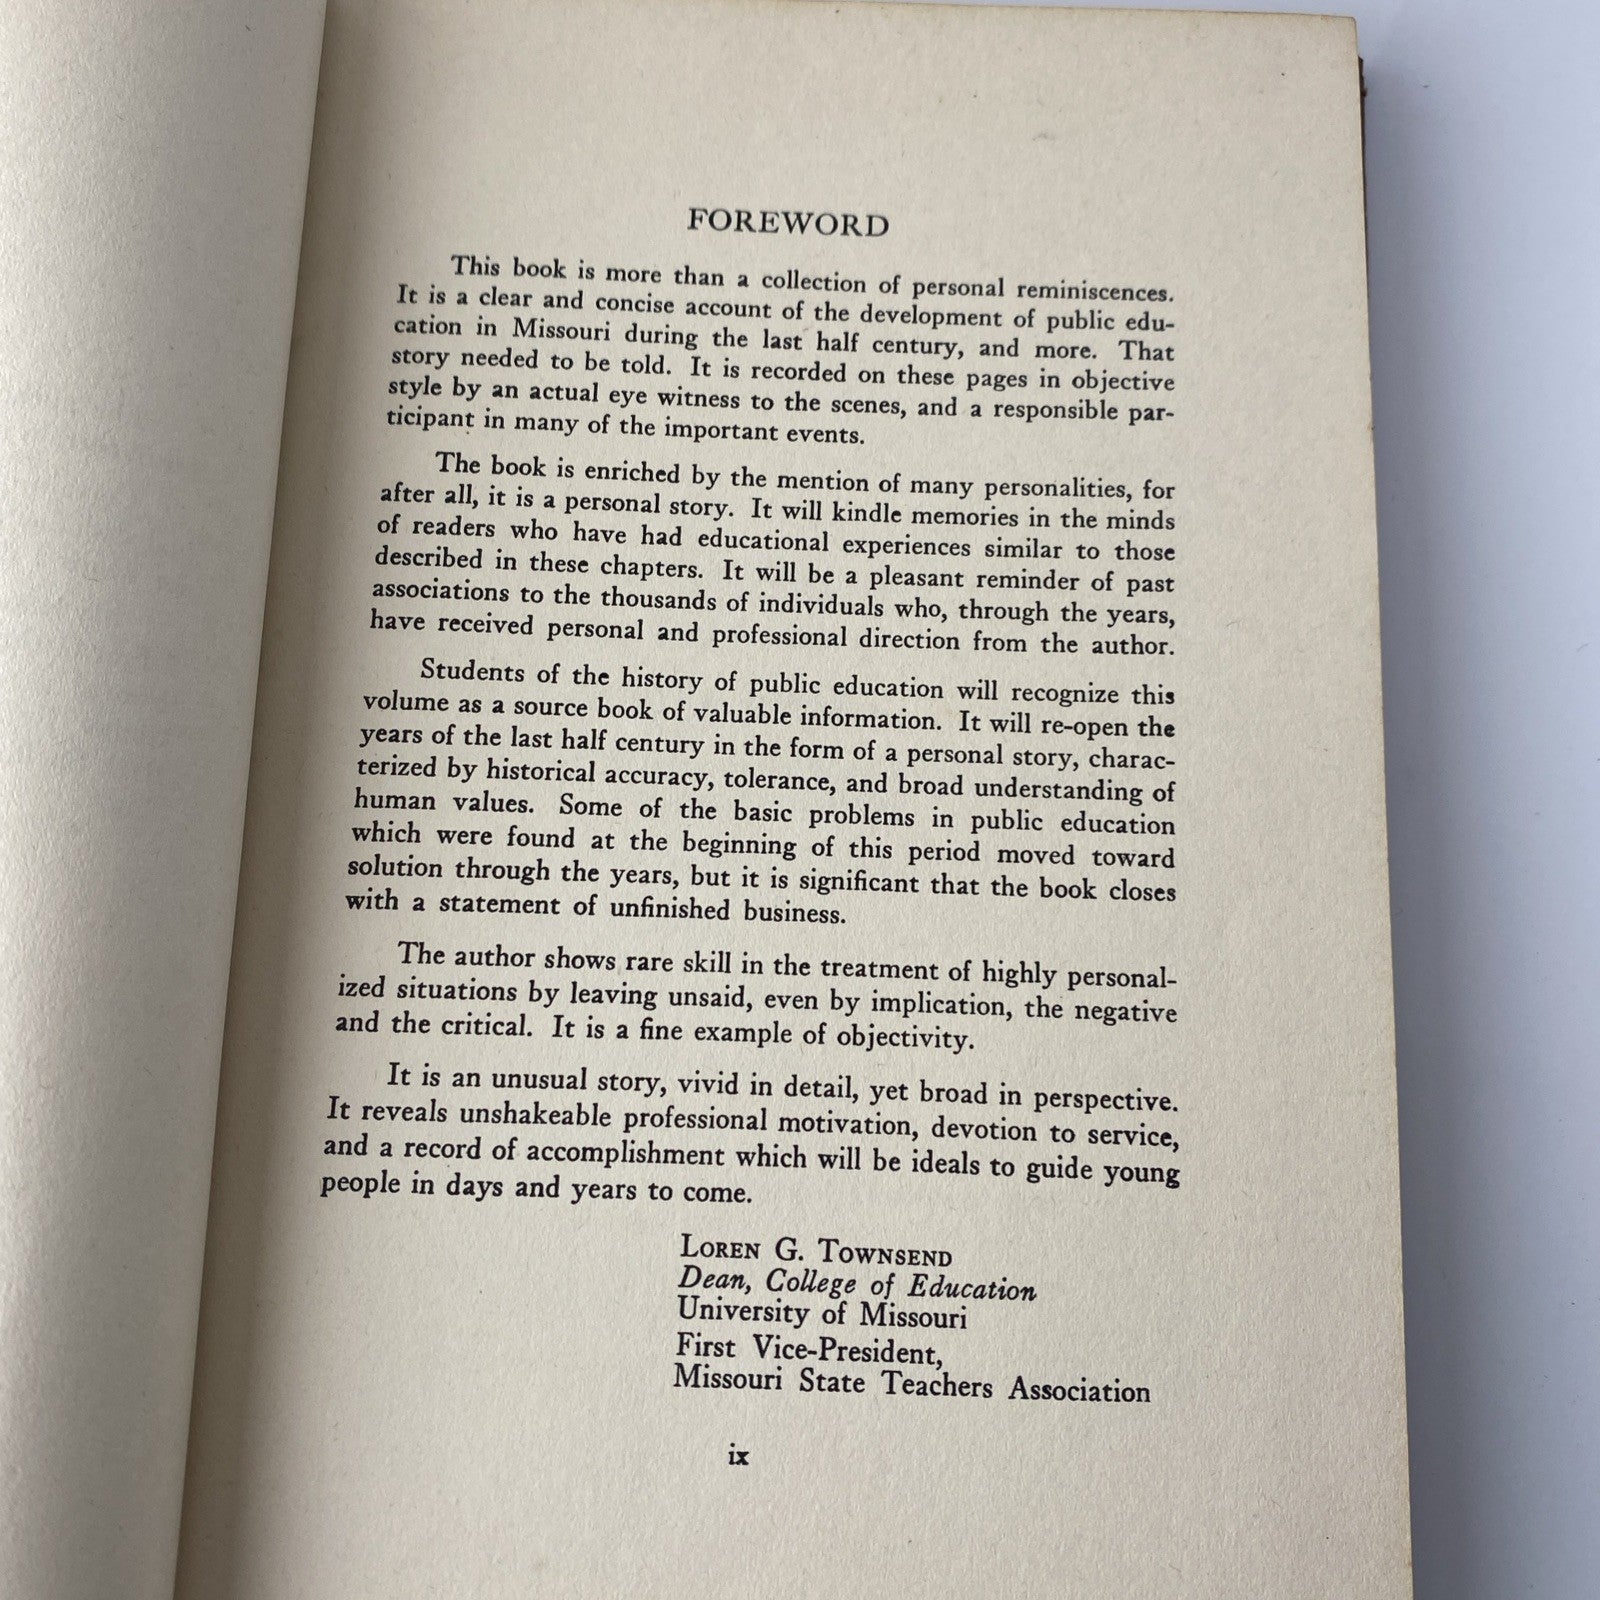 FOREWORD
This book is more than a collection of personal reminiscences.
It is a clear and concise account of the development of public edu-
cation in Missouri during the last half century, and more. That
story needed to be told. It is recorded on these pages in objective
style by an actual eye witness to the scenes, and a responsible par-
ticipant in many of the important events.
The book is enriched by the mention of many personalities, for
after all, it is a personal story. It will kindle memories in the minds
of readers who have had educational experiences similar to those
described in these chapters. It will be a pleasant reminder of past
associations to the thousands of individuals who, through the years,
have received personal and professional direction from the author.
Students of the history of public education will recognize this
volume as a source book of valuable information. It will re-open the
years of the last half century in the form of a personal story, charac-
terized by historical accuracy, tolerance, and broad understanding of
human values. Some of the basic problems in public education
which were found at the beginning of this period moved toward
solution through the years, but it is significant that the book closes
with a statement of unfinished business.
The author shows rare skill in the treatment of highly personal-
ized situations by leaving unsaid, even by implication, the negative
and the critical. It is a fine example of objectivity.
It is an unusual story, vivid in detail, yet broad in perspective.
It reveals unshakeable professional motivation, devotion to service,
and a record of accomplishment which will be ideals to guide young
people in days and years to come.
LOREN G. TOWNSEND
Dean, College of Education
University of Missouri
First Vice-President,
Missouri State Teachers Association
ix